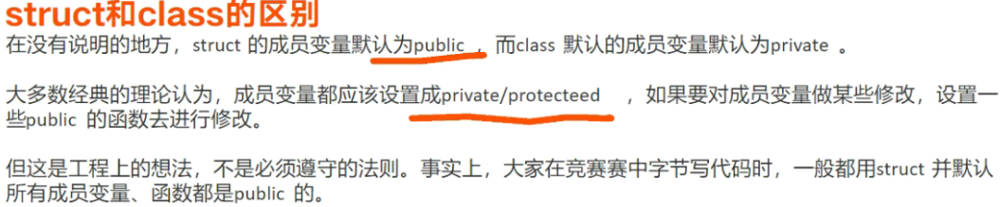 struct和class的区别
在没有说明的地方，struct 的成员变量默认为public ，而class 默认的成员变量默认为private 。
大多数经典的理论认为，成员变量都应该设置成private/protecteed ，如果要对成员变量做某些修改，设置一
些public 的函数去进行修改。
但这是工程上的想法，不是必须遵守的法则。事实上，大家在竞赛赛中字节写代码时，一般都用struct 并默认
所有成员变量、函数都是public 的。